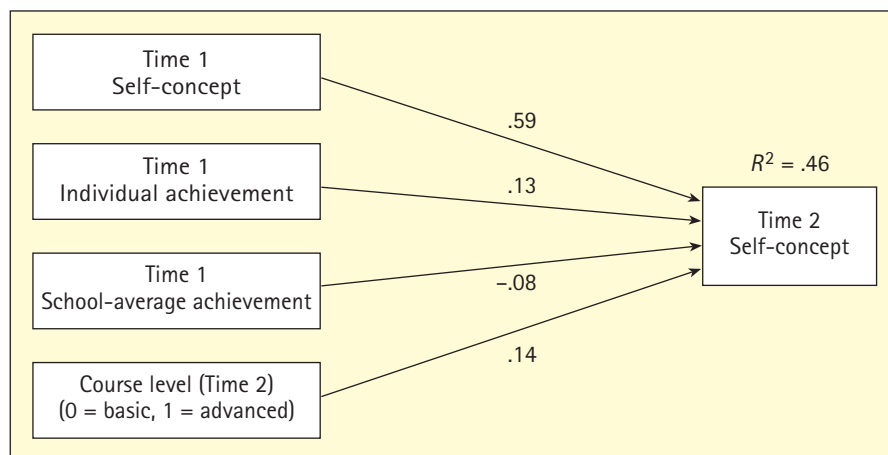 Time 1
Self-concept
.59
Time 1
Individual achievement
.13
R² = .46
Time 2
Self-concept
Time 1
School-average achievement
–.08
Course level (Time 2)
(0 = basic, 1 = advanced)
.14